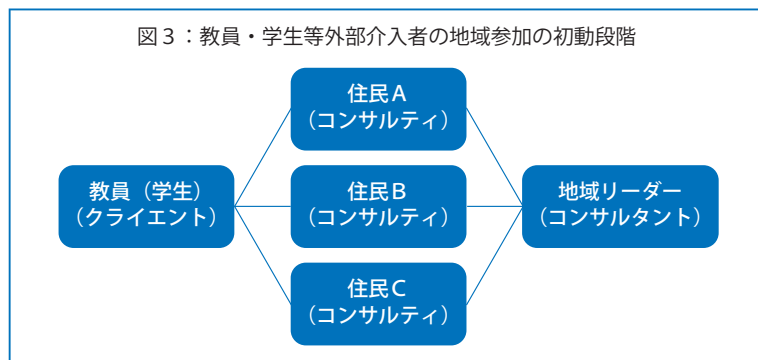 図3：教員・学生等外部介入者の地域参加の初動段階
住民A
（コンサルティ）
教員（学生）
（クライエント）
住民B
（コンサルティ）
地域リーダー
（コンサルタント）
住民C
（コンサルティ）